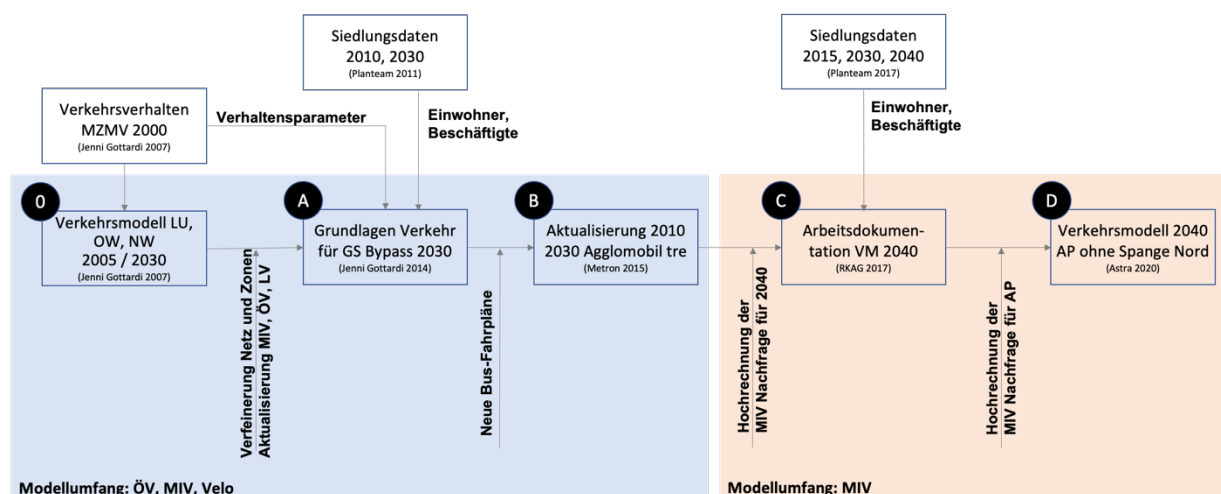 Siedlungsdaten
2010, 2030
(Planteam 2011)
Siedlungsdaten
2015, 2030, 2040
(Planteam 2017)
Verkehrsverhalten
MZMV 2000
(Jenni Gottardi 2007)
Verhaltensparameter
Einwohner,
Beschäftigte
Einwohner,
Beschäftigte
0
Verkehrsmodell LU,
OW, NW
2005 / 2030
(Jenni Gottardi 2007)
Verfeinerung Netz und Zonen
Aktualisierung MIV, ÖV, LV
A
Grundlagen Verkehr
für GS Bypass 2030
(Jenni Gottardi 2014)
Neue Bus-Fahrpläne
B
Aktualisierung 2010
2030 Agglomobil tre
(Metron 2015)
Hochrechnung der
MIV Nachfrage für 2040
C
Arbeitsdokumen-
tation VM 2040
(RKAG 2017)
Hochrechnung der
MIV Nachfrage für AP
D
Verkehrsmodell 2040
AP ohne Spange Nord
(Astra 2020)
Modellumfang: ÖV, MIV, Velo
Modellumfang: MIV